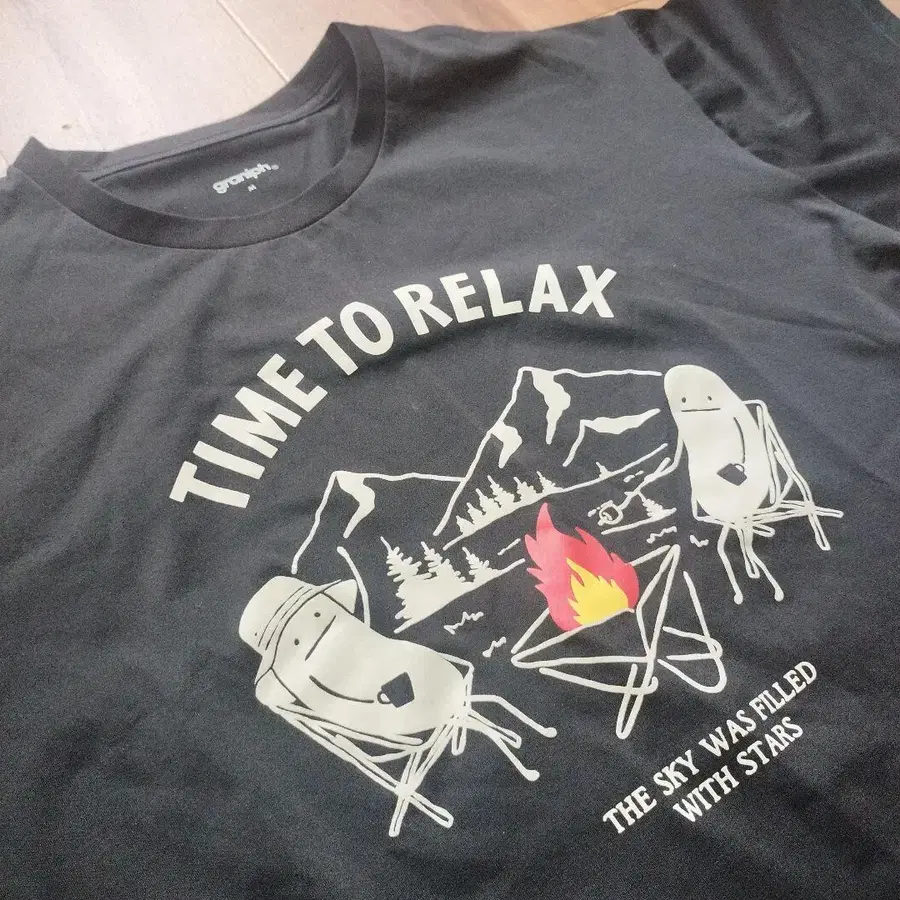 graniph
M
TIME TO RELAX
THE SKY WAS FILLED
WITH STARS